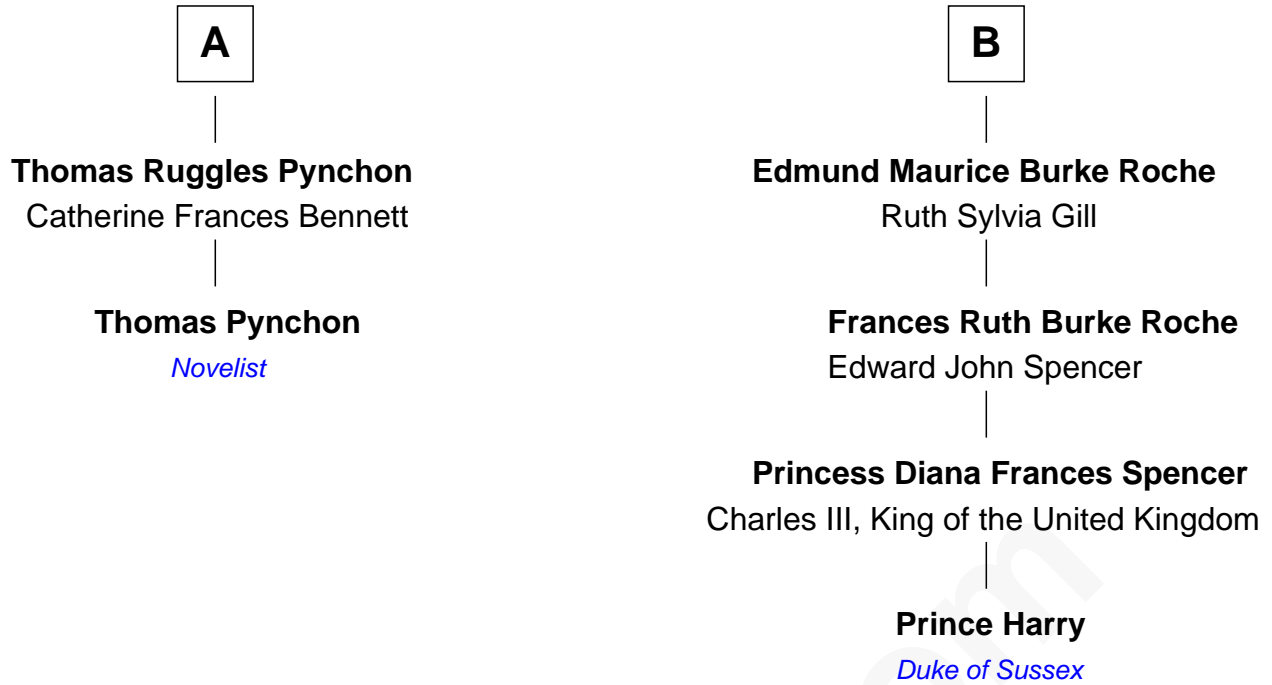 A
Thomas Ruggles Pynchon
Catherine Frances Bennett
Thomas Pynchon
Novelist
B
Edmund Maurice Burke Roche
Ruth Sylvia Gill
Frances Ruth Burke Roche
Edward John Spencer
Princess Diana Frances Spencer
Charles III, King of the United Kingdom
Prince Harry
Duke of Sussex